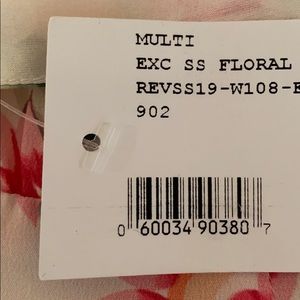 MULTI
EXC SS FLORAL
REVSS19-W108-E
902
0 60034 90380 7